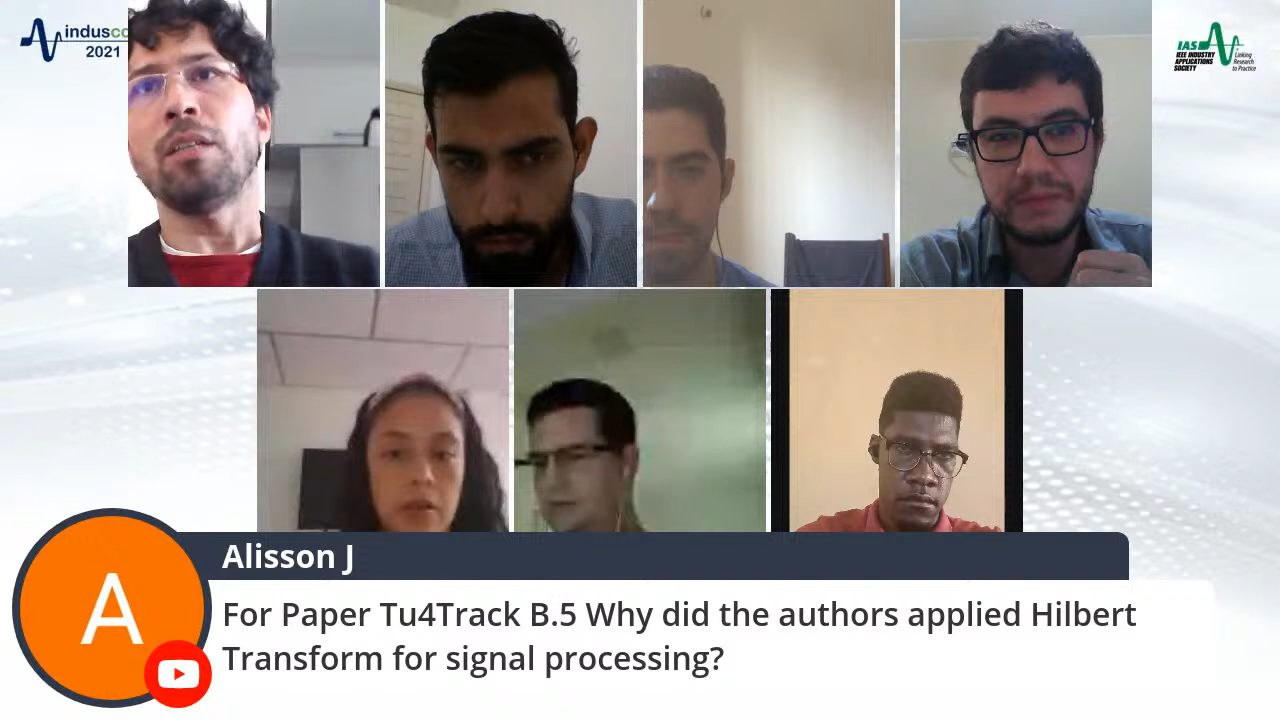 indusco
2021
IAS
IEEE INDUSTRY
APPLICATIONS
SOCIETY
Linking
Research
to Practice
A
Alisson J
For Paper Tu4Track B.5 Why did the authors applied Hilbert
Transform for signal processing?